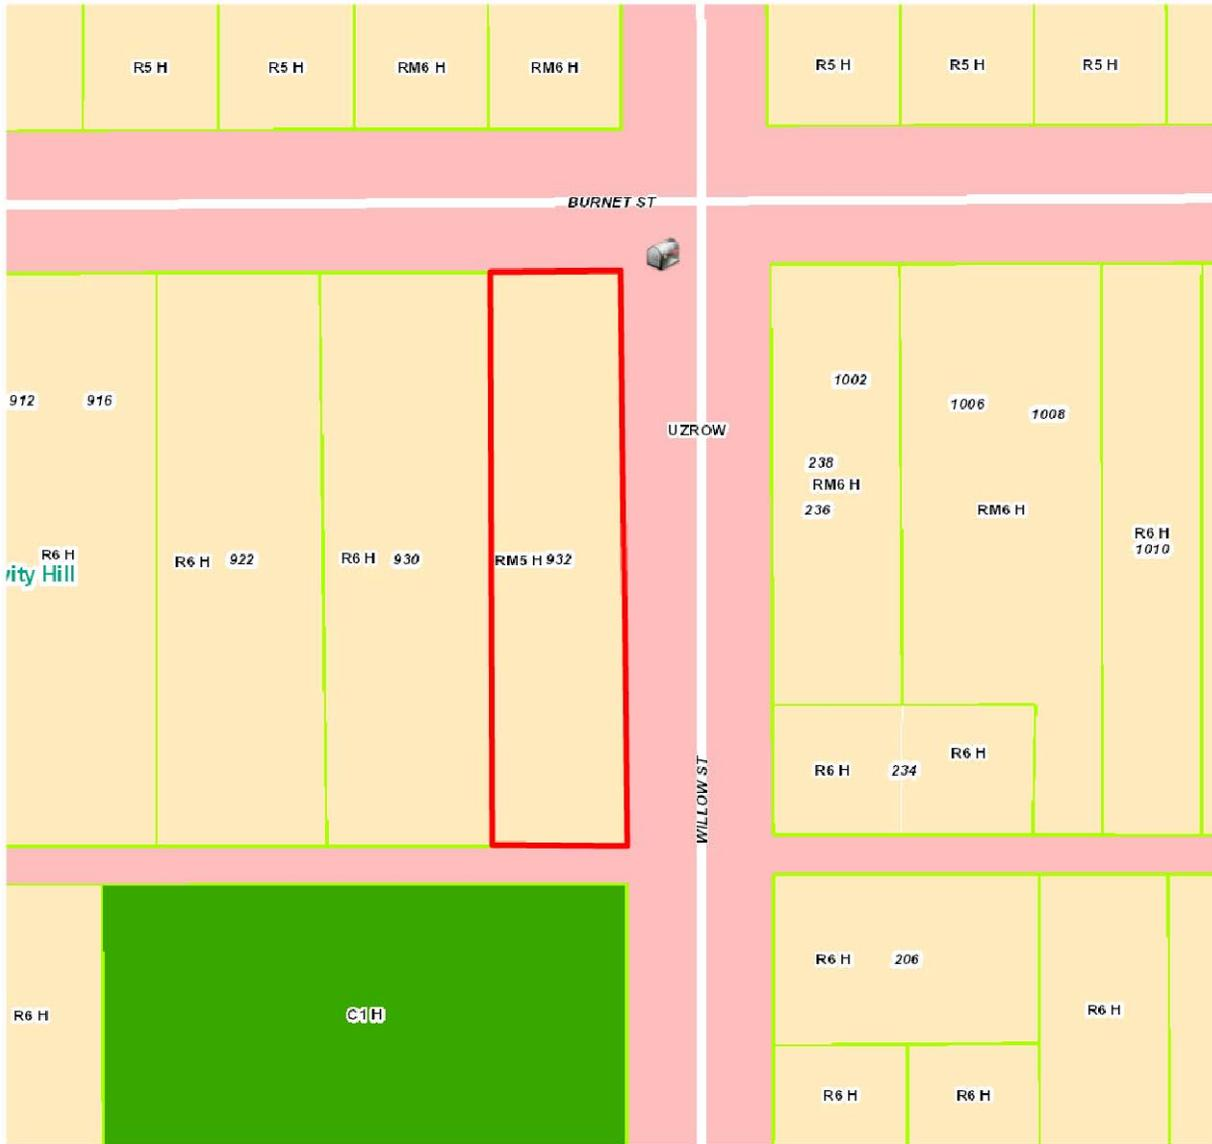 R5 H
R5 H
RM6 H
RM6 H
R5 H
R5 H
R5 H
BURNET ST
912
916
1002
1006
1008
UZROW
238
RM6 H
236
RM6 H
R6 H
vity Hill
R6 H 922
R6 H 930
RM5 H 932
R6 H
1010
WILLOW ST
R6 H
234
R6 H
R6 H
C1 H
R6 H 206
R6 H
R6 H
R6 H